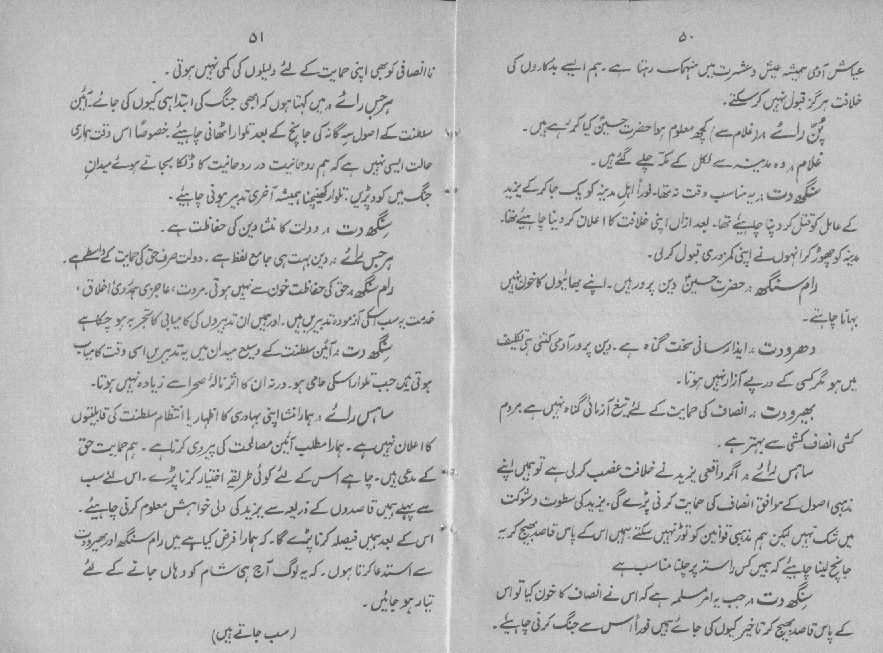 ۵۰
عیاش آدمی ہمیشہ عیش و عشرت میں منہمک رہتا ہے۔ ہم ایسے بدکاروں کی
خلافت ہرگز قبول نہیں کرسکتے۔
پُن رائے ۔ (غلام سے) کچھ معلوم ہوا حضرت حسینؑ کیا کر رہے ہیں۔
غلام ۔ وہ مدینہ سے نکل کے مکہ چلے گئے ہیں۔
سنگھ دت ۔ یہ مناسب وقت نہ تھا۔ فوراً اہل مدینہ کو یک جا کر کے یزید
کے عامل کو قتل کر دینا چاہیئے تھا۔ بعد ازاں اپنی خلافت کا اعلان کر دینا چاہیئے تھا۔
مدینہ کو چھوڑ کر انہوں نے اپنی کمزوری قبول کرلی۔
رام سنگھ ۔ حضرت حسینؑ دین پرور ہیں۔ اپنے بھائیوں کا خون نہیں
بہانا چاہتے۔
دھرو دت ۔ ایذا رسانی سخت گناہ ہے۔ دین پرور آدمی کتنی ہی تکلیف
میں ہو مگر کسی کے درپے آزار نہیں ہوتا۔
بھیرو دت ۔ انصاف کی حمایت کے لئے تیغ آزمائی گناہ نہیں ہے مردم
کشی انصاف کشی سے بہتر ہے۔
ساہس رائے ۔ اگر واقعی یزید نے خلافت غصب کرلی ہے تو ہمیں اپنے
مذہبی اصول کے موافق انصاف کی حمایت کرنی پڑے گی۔ یزید کی سطوت و شوکت
میں شک نہیں لیکن ہم مذہبی قوانین کو توڑ نہیں سکتے ہمیں اس کے پاس قاصد بھیج کر یہ
جانچ لینا چاہیئے کہ ہمیں کس راستہ پر چلنا مناسب ہے
سنگھ دت ۔ جب یہ امر مسلمہ ہے کہ اس نے انصاف کا خون کیا تو اس
کے پاس قاصد بھیج کر تاخیر کیوں کی جائے ہمیں فوراً اس سے جنگ کرنی چاہیئے۔
۵۱
ناانصافی کو بھی اپنی حمایت کے لئے دلیلوں کی کمی نہیں ہوتی۔
ہرجس رائے ۔ میں کہتا ہوں کہ ابھی جنگ کی ابتدا ہی کیوں کی جائے۔ آئین
سلطنت کے اصول سہ گانہ کی جانچ کے بعد تلوار اٹھانی چاہیئے خصوصاً اس وقت ہماری
حالت ایسی نہیں ہے کہ ہم روحانیت در روحانیت کا ڈنکا بجاتے ہوئے میدانِ
جنگ میں کود پڑیں۔ تلوار کھینچنا ہمیشہ آخری تدبیر ہونی چاہیئے۔
سنگھ دت ۔ دولت کا منشا دین کی حفاظت ہے۔
ہرجس رائے ۔ دین بہت ہی جامع لفظ ہے۔ دولت صرف حق کی حمایت کے واسطے ہے۔
رام سنگھ ۔ حق کی حفاظت خون سے نہیں ہوتی۔ مروت، عاجزی ہمدردی اخلاق،
خدمت یہ سب اسکی آزمودہ تدبیریں ہیں۔ اور ہمیں ان تدبیروں کی کامیابی کا تجربہ ہو چکا ہے
سنگھ دت ۔ آئین سلطنت کے وسیع میدان میں یہ تدبیریں اسی وقت کامیاب
ہوتی ہیں جب تلوار اسکی حامی ہو۔ ورنہ ان کا اثر نالۂ صحرا سے زیادہ نہیں ہوتا۔
ساہس رائے ۔ ہمارا منشا اپنی بہادری کا اظہار یا انتظام سلطنت کی قابلیتوں
کا اعلان نہیں ہے۔ ہمارا مطلب آئین مصالحت کی پیروی کرنا ہے۔ ہم حمایت حق
کے مدعی ہیں۔ چاہے اس کے لئے کوئی طریقے اختیار کرنا پڑے۔ اس لئے سب
سے پہلے ہمیں قاصدوں کے ذریعہ سے یزید کی دلی خواہش معلوم کرنی چاہیئے۔
اس کے بعد ہمیں فیصلہ کرنا پڑے گا۔ کہ ہمارا فرض کیا ہے میں رام سنگھ اور بھیرو دت
سے استدعا کرتا ہوں۔ کہ یہ لوگ آج ہی شام کو وہاں جانے کے لئے
تیار ہو جائیں۔
(سب جاتے ہیں)